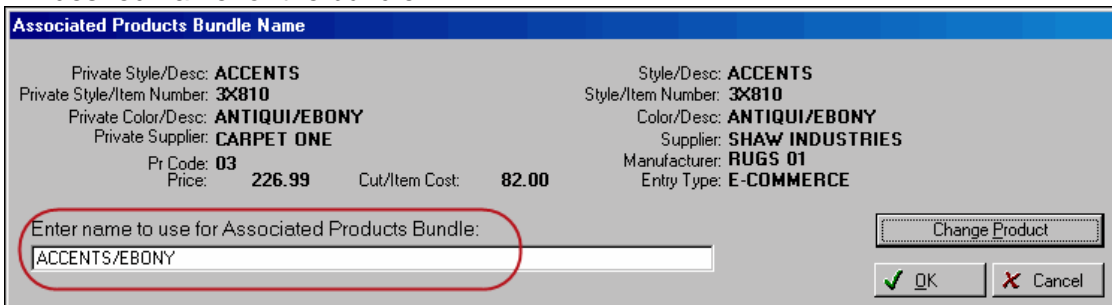 Associated Products Bundle Name
Private Style/Desc: ACCENTS
Private Style/Item Number: 3X810
Private Color/Desc: ANTIQUI/EBONY
Private Supplier: CARPET ONE
Pr Code: 03
Price: 226.99 Cut/Item Cost: 82.00
Style/Desc: ACCENTS
Style/Item Number: 3X810
Color/Desc: ANTIQUI/EBONY
Supplier: SHAW INDUSTRIES
Manufacturer: RUGS 01
Entry Type: E-COMMERCE
Enter name to use for Associated Products Bundle:
ACCENTS/EBONY
Change Product
OK
Cancel